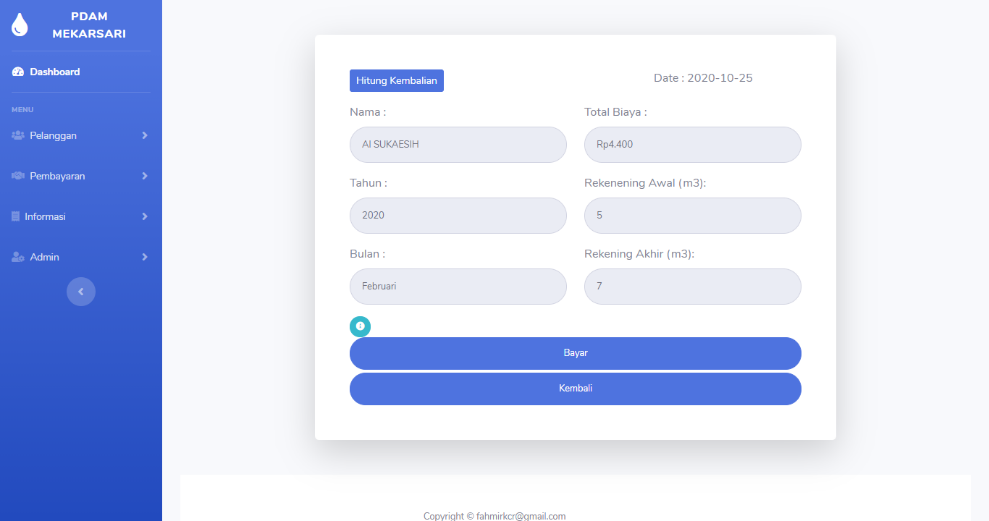 PDAM
MEKARSARI
Dashboard
MENU
Pelanggan
Pembayaran
Informasi
Admin
Hitung Kembalian
Date : 2020-10-25
Nama :
Total Biaya :
AI SUKAESIH
Rp4.400
Tahun :
Rekenening Awal (m3):
2020
5
Bulan :
Rekening Akhir (m3):
Februari
7
Bayar
Kembali
Copyright © fahmirkcr@gmail.com